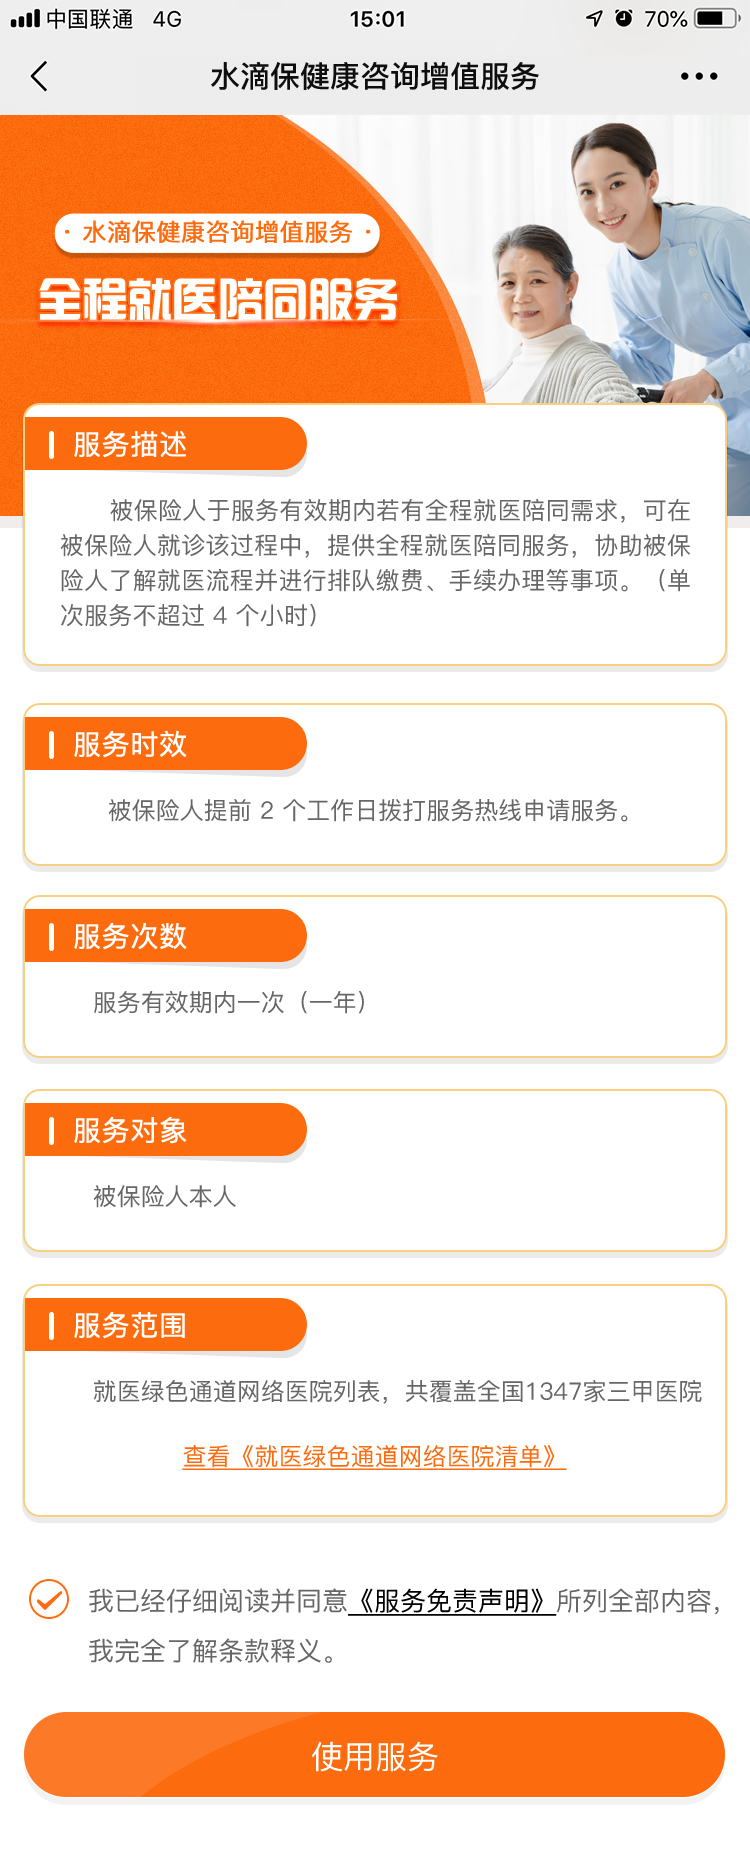 中国联通 4G 15:01 70%
水滴保健康咨询增值服务
· 水滴保健康咨询增值服务 ·
全程就医陪同服务
服务描述
被保险人于服务有效期内若有全程就医陪同需求，可在
被保险人就诊该过程中，提供全程就医陪同服务，协助被保
险人了解就医流程并进行排队缴费、手续办理等事项。（单
次服务不超过 4 个小时）
服务时效
被保险人提前 2 个工作日拨打服务热线申请服务。
服务次数
服务有效期内一次（一年）
服务对象
被保险人本人
服务范围
就医绿色通道网络医院列表，共覆盖全国1347家三甲医院
查看《就医绿色通道网络医院清单》
我已经仔细阅读并同意《服务免责声明》所列全部内容，
我完全了解条款释义。
使用服务